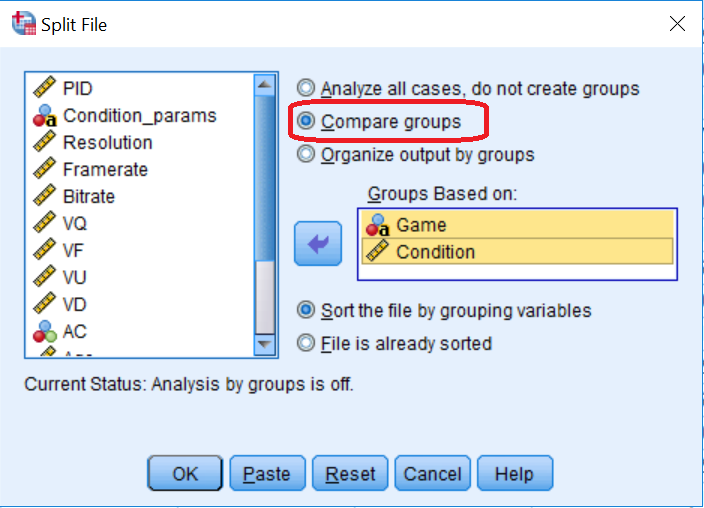 Split File
PID
Condition_params
Resolution
Framerate
Bitrate
VQ
VF
VU
VD
AC
Analyze all cases, do not create groups
Compare groups
Organize output by groups
Groups Based on:
a Game
Condition
Sort the file by grouping variables
File is already sorted
Current Status: Analysis by groups is off.
OK
Paste
Reset
Cancel
Help